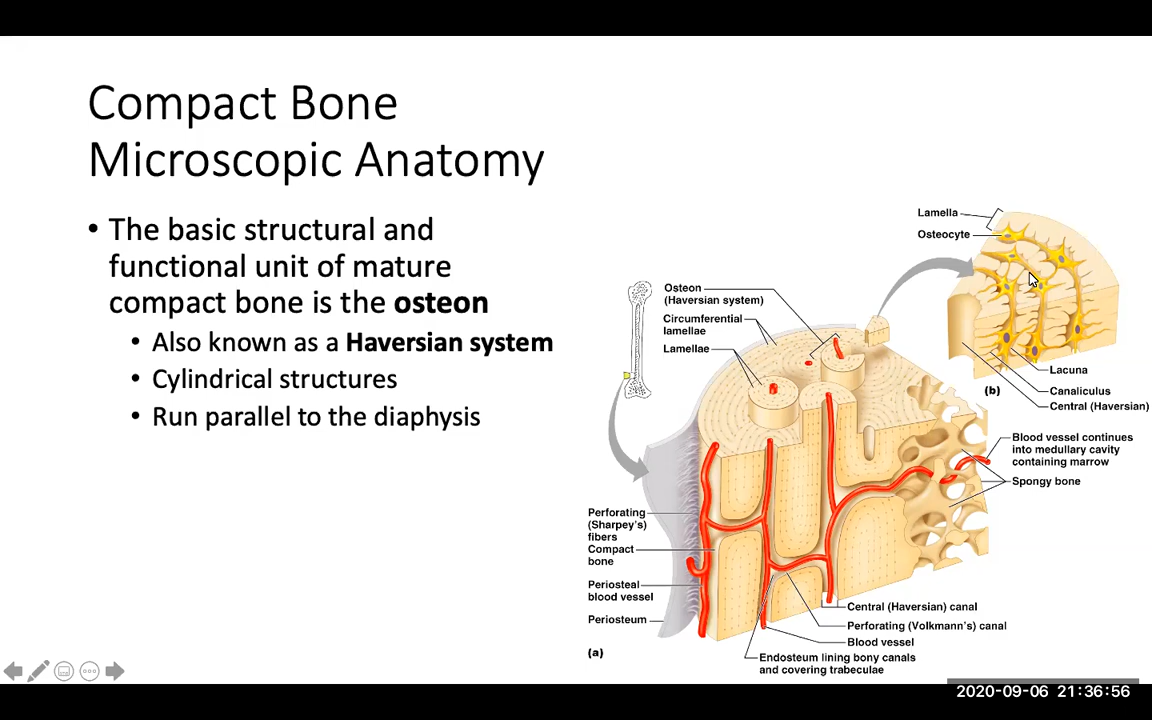 Compact Bone
Microscopic Anatomy
• The basic structural and
functional unit of mature
compact bone is the osteon
• Also known as a Haversian system
• Cylindrical structures
• Run parallel to the diaphysis
Lamella
Osteocyte
Lacuna
Canaliculus
(b)
Central (Haversian)
Osteon
(Haversian system)
Circumferential
lamellae
Lamellae
Blood vessel continues
into medullary cavity
containing marrow
Spongy bone
Perforating
(Sharpey's)
fibers
Compact
bone
Periosteal
blood vessel
Periosteum
Central (Haversian) canal
Perforating (Volkmann's) canal
Blood vessel
Endosteum lining bony canals
and covering trabeculae
(a)
2020-09-06 21:36:56